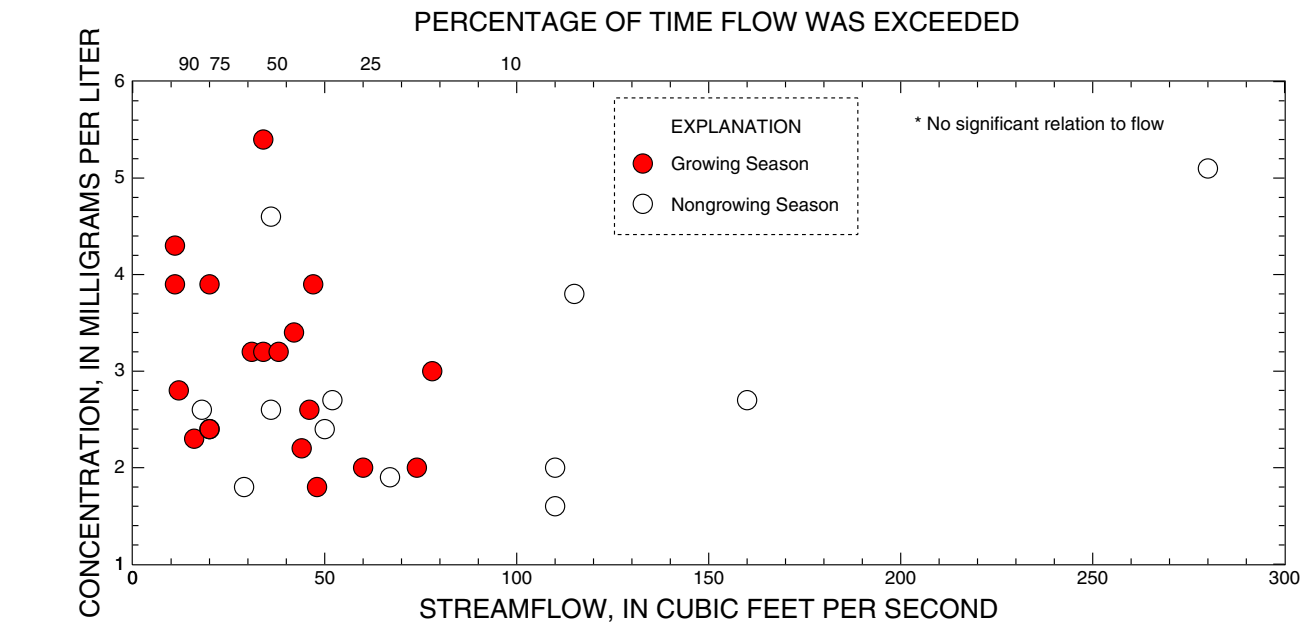 PERCENTAGE OF TIME FLOW WAS EXCEEDED
90 75 50 25 10
CONCENTRATION, IN MILLIGRAMS PER LITER
6
5
4
3
2
1
EXPLANATION
Growing Season
Nongrowing Season
* No significant relation to flow
0 50 100 150 200 250 300
STREAMFLOW, IN CUBIC FEET PER SECOND